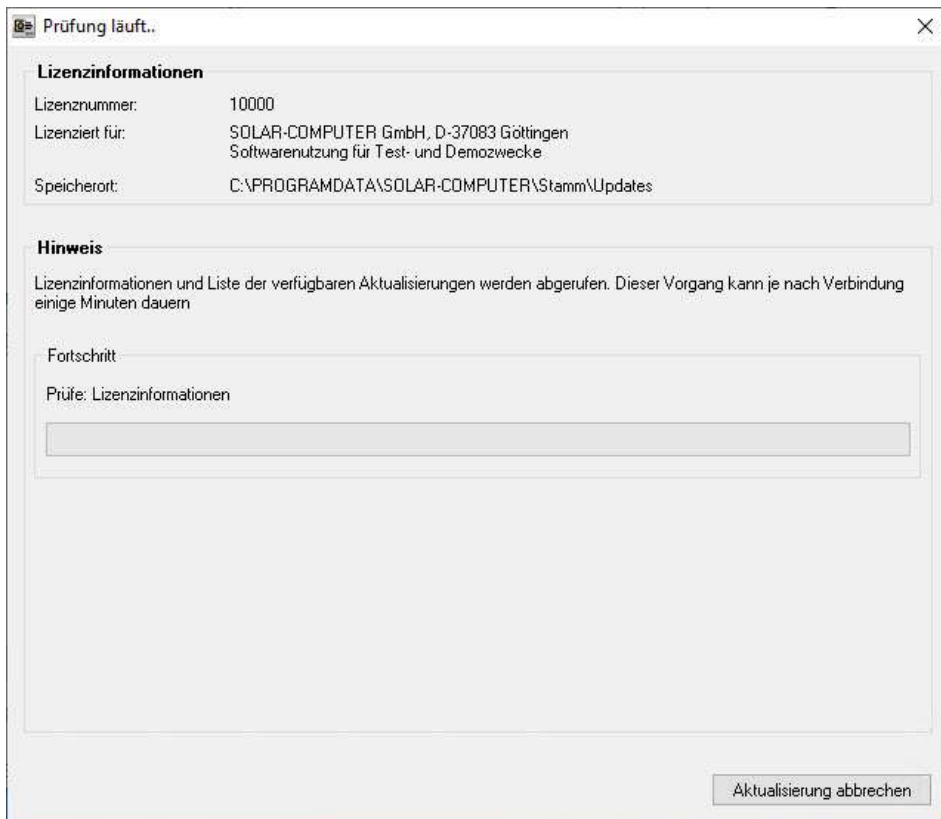 Prüfung läuft..
Lizenzinformationen
Lizenznummer: 10000
Lizenziert für: SOLAR-COMPUTER GmbH, D-37083 Göttingen
Softwarenutzung für Test- und Demozwecke
Speicherort: C:\PROGRAMDATA\SOLAR-COMPUTER\Stamm\Updates
Hinweis
Lizenzinformationen und Liste der verfügbaren Aktualisierungen werden abgerufen. Dieser Vorgang kann je nach Verbindung
einige Minuten dauern
Fortschritt
Prüfe: Lizenzinformationen
Aktualisierung abbrechen